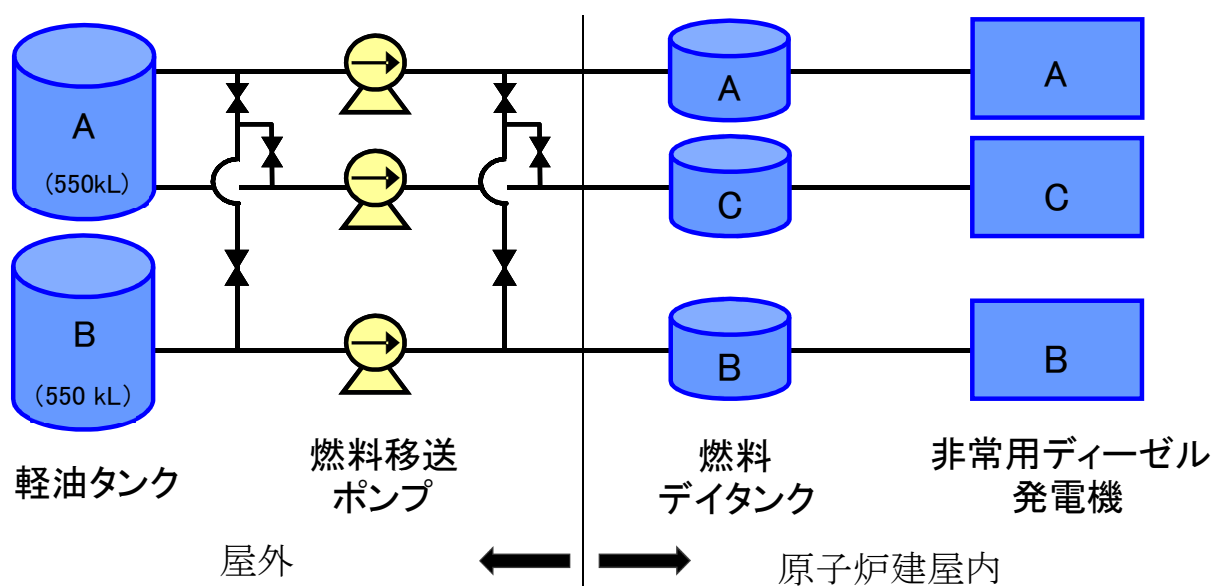 A
(550kL)
B
(550 kL)
A
C
B
A
C
B
軽油タンク
燃料移送
ポンプ
燃料
デイタンク
非常用ディーゼル
発電機
屋外
原子炉建屋内